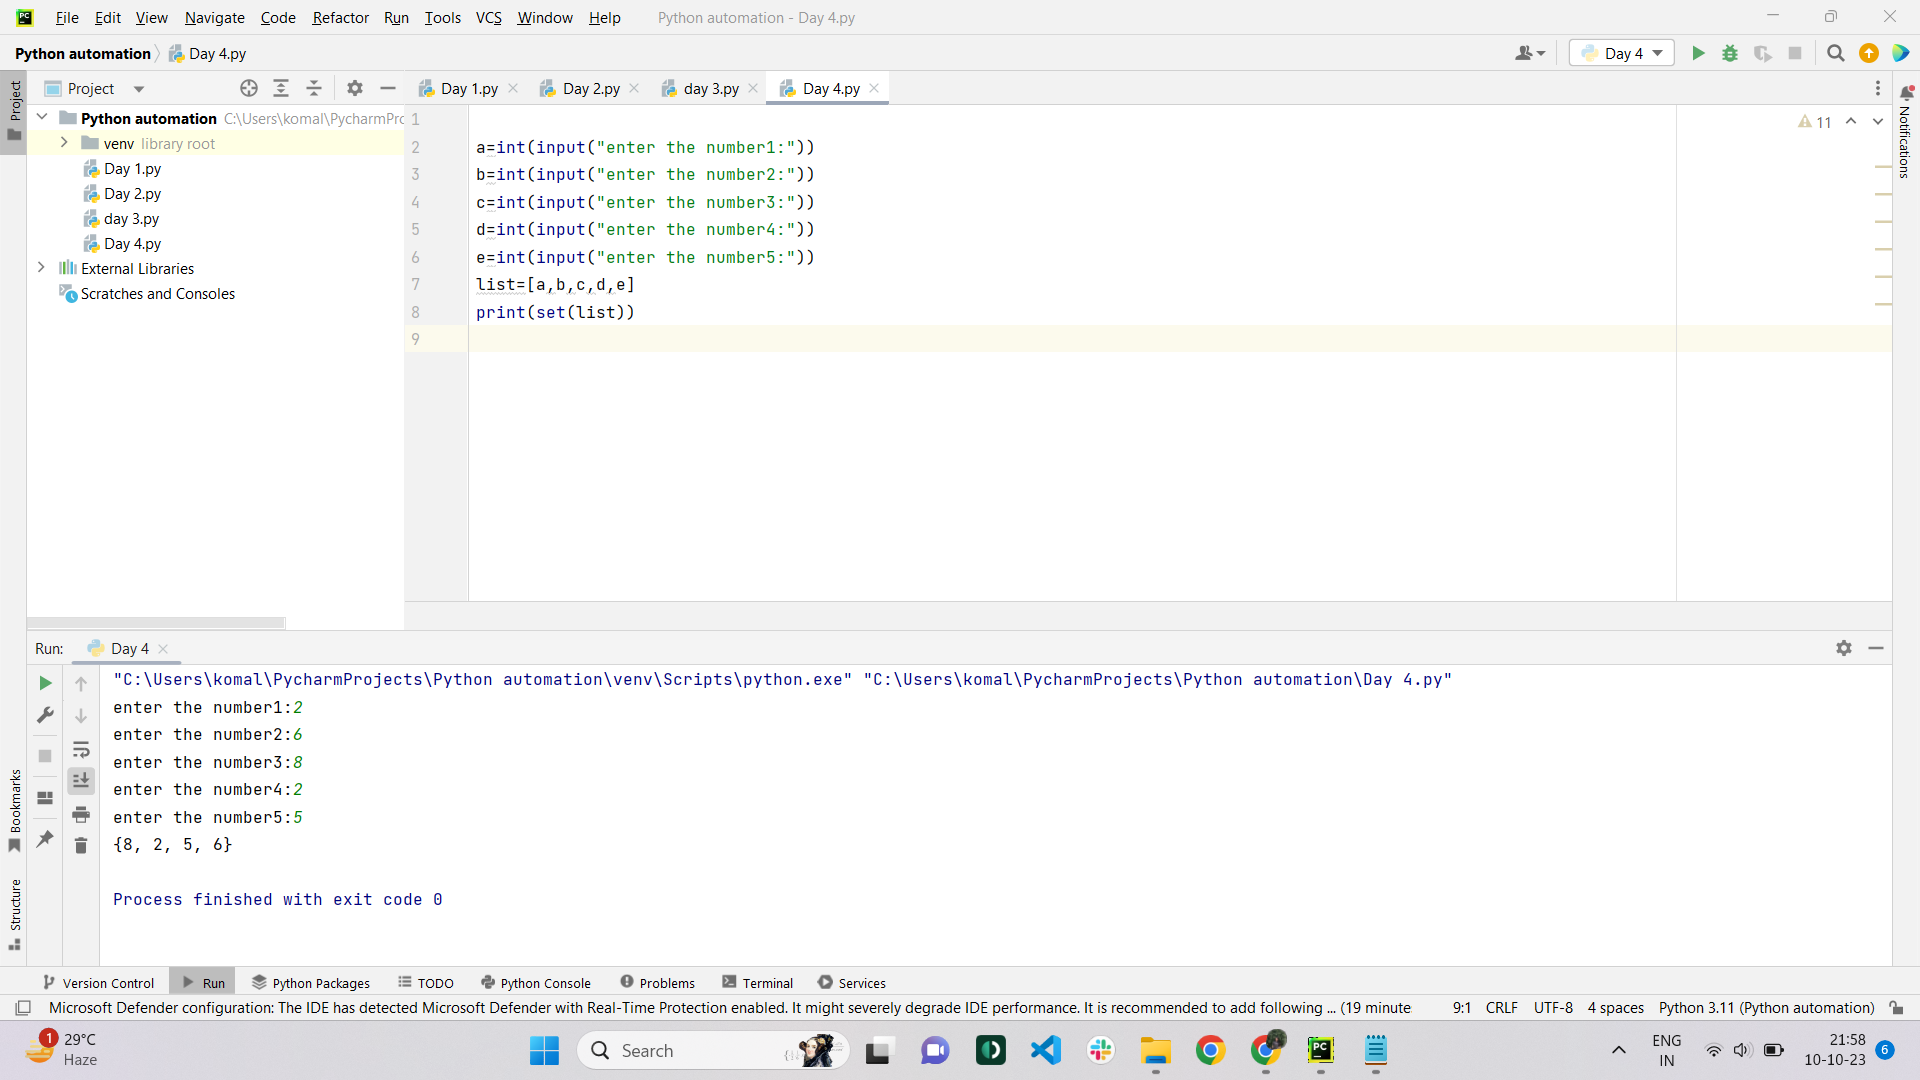 File Edit View Navigate Code Refactor Run Tools VCS Window Help Python automation - Day 4.py
Python automation Day 4.py Day 4
Project Day 1.py Day 2.py day 3.py Day 4.py
Project
Notifications
Python automation C:\Users\komal\PycharmPro
venv library root
Day 1.py
Day 2.py
day 3.py
Day 4.py
External Libraries
Scratches and Consoles
11
1
2 a=int(input("enter the number1:"))
3 b=int(input("enter the number2:"))
4 c=int(input("enter the number3:"))
5 d=int(input("enter the number4:"))
6 e=int(input("enter the number5:"))
7 list=[a,b,c,d,e]
8 print(set(list))
9
Run: Day 4
"C:\Users\komal\PycharmProjects\Python automation\venv\Scripts\python.exe" "C:\Users\komal\PycharmProjects\Python automation\Day 4.py"
enter the number1:2
enter the number2:6
enter the number3:8
enter the number4:2
enter the number5:5
{8, 2, 5, 6}
Process finished with exit code 0
Bookmarks
Structure
Version Control Run Python Packages TODO Python Console Problems Terminal Services
Microsoft Defender configuration: The IDE has detected Microsoft Defender with Real-Time Protection enabled. It might severely degrade IDE performance. It is recommended to add following ... (19 minute 9:1 CRLF UTF-8 4 spaces Python 3.11 (Python automation)
1 29°C
Haze
Search
ENG
IN
21:58
10-10-23
6